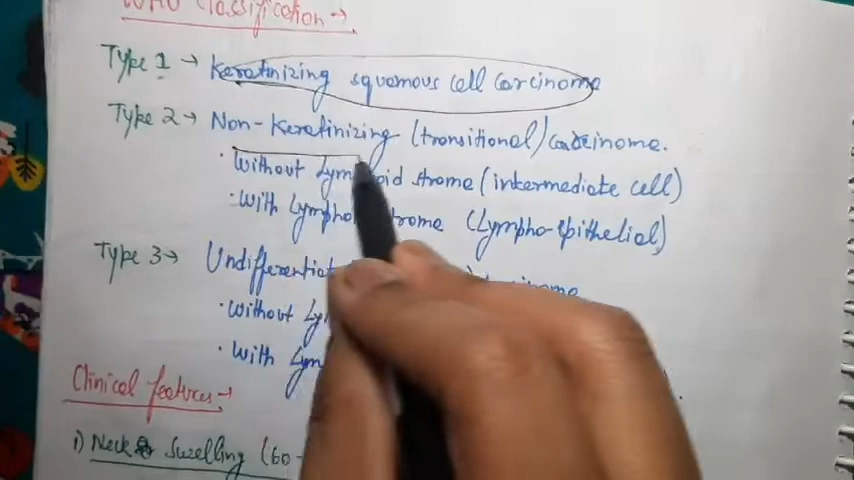 WHO Classification →
Type 1 → Keratinizing squamous cell carcinoma
Type 2 → Non-Keratinizing (transitional) carcinoma.
· Without Lymphoid stroma (intermediate cell)
· With Lympho stroma (Lympho-Epithelial)
Type 3 → Undifferentiat
· Without
· With
Clinical features →
i) Neck Swelling (60-